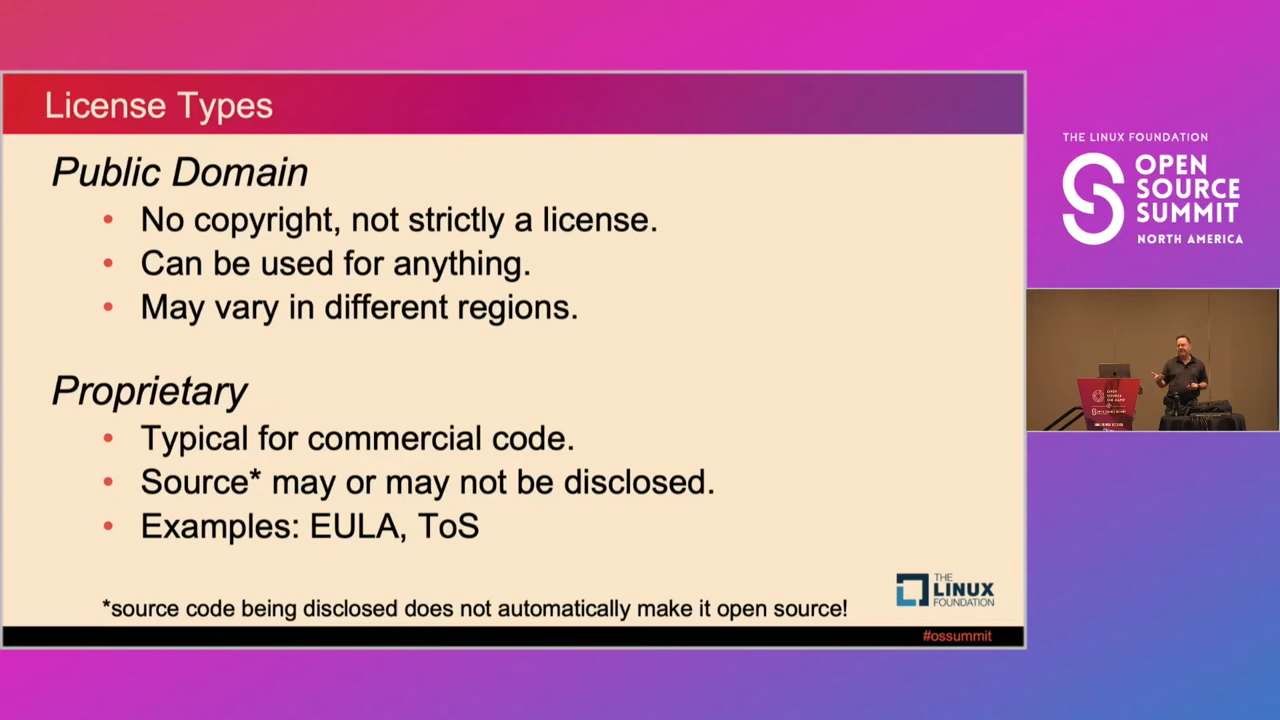 License Types
Public Domain
• No copyright, not strictly a license.
• Can be used for anything.
• May vary in different regions.
Proprietary
• Typical for commercial code.
• Source* may or may not be disclosed.
• Examples: EULA, ToS
*source code being disclosed does not automatically make it open source!
THE
LINUX
FOUNDATION
#ossummit
THE LINUX FOUNDATION
OPEN
SOURCE
SUMMIT
NORTH AMERICA
OPEN
SOURCE